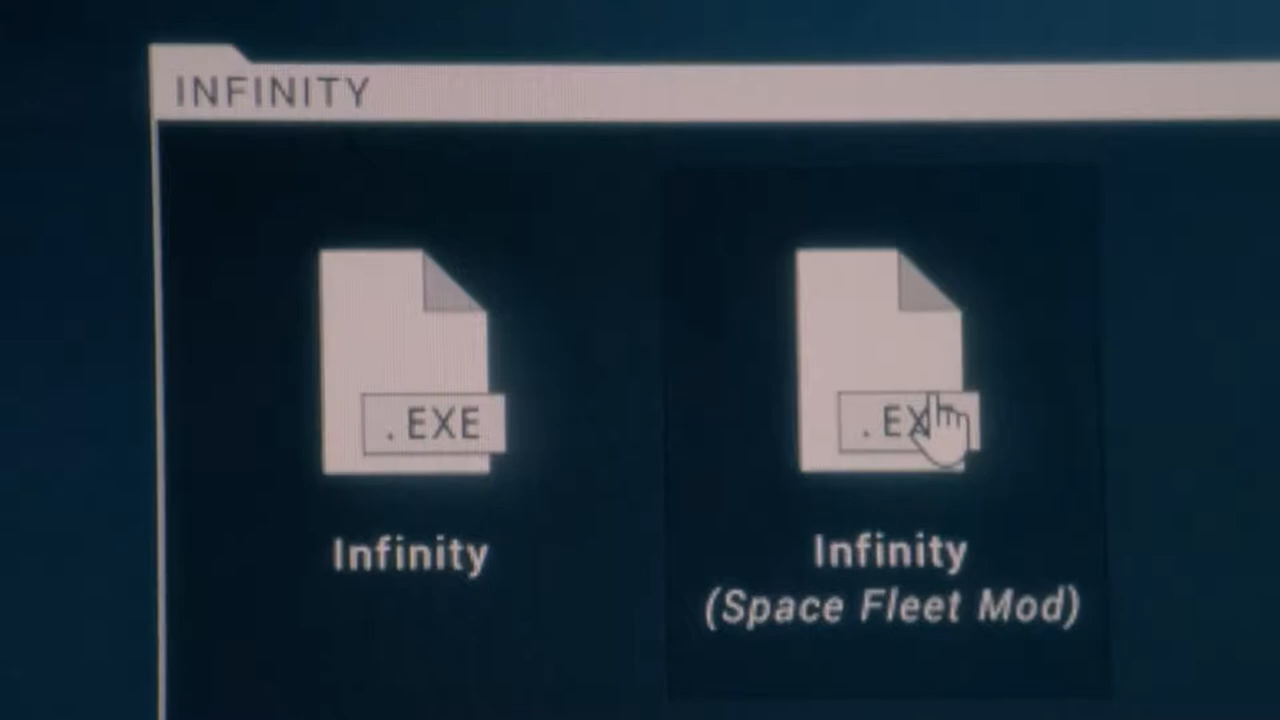 INFINITY
.EXE
.EX
Infinity
Infinity
(Space Fleet Mod)